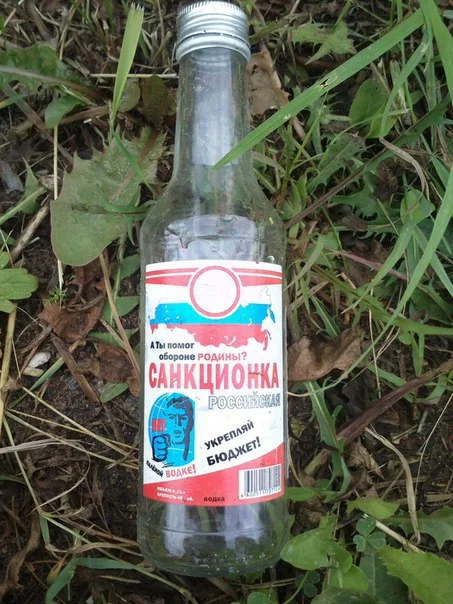 А Ты помог
обороне РОДИНЫ?
САНКЦИОНКА
РОССИЙСКАЯ
УКРЕПЛЯЙ
БЮДЖЕТ!
ВОДКЕ!
водка